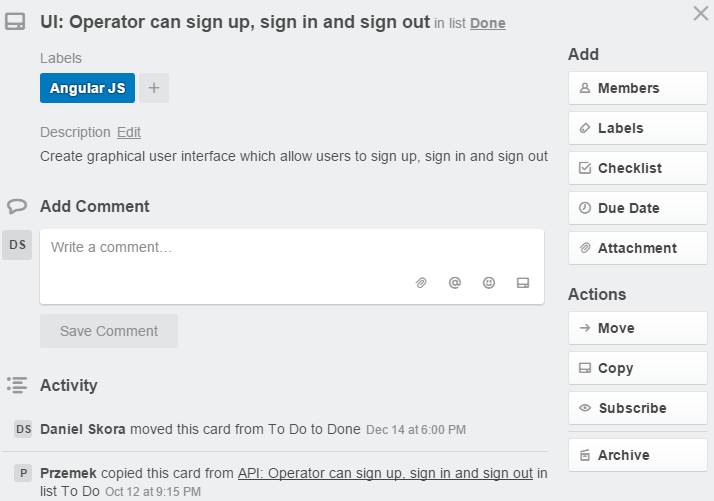 UI: Operator can sign up, sign in and sign out in list Done
Labels
Angular JS +
Description Edit
Create graphical user interface which allow users to sign up, sign in and sign out
Add Comment
DS
Write a comment…
Save Comment
Activity
DS Daniel Skora moved this card from To Do to Done Dec 14 at 6:00 PM
P Przemek copied this card from API: Operator can sign up, sign in and sign out in
list To Do Oct 12 at 9:15 PM
Add
Members
Labels
Checklist
Due Date
Attachment
Actions
Move
Copy
Subscribe
Archive